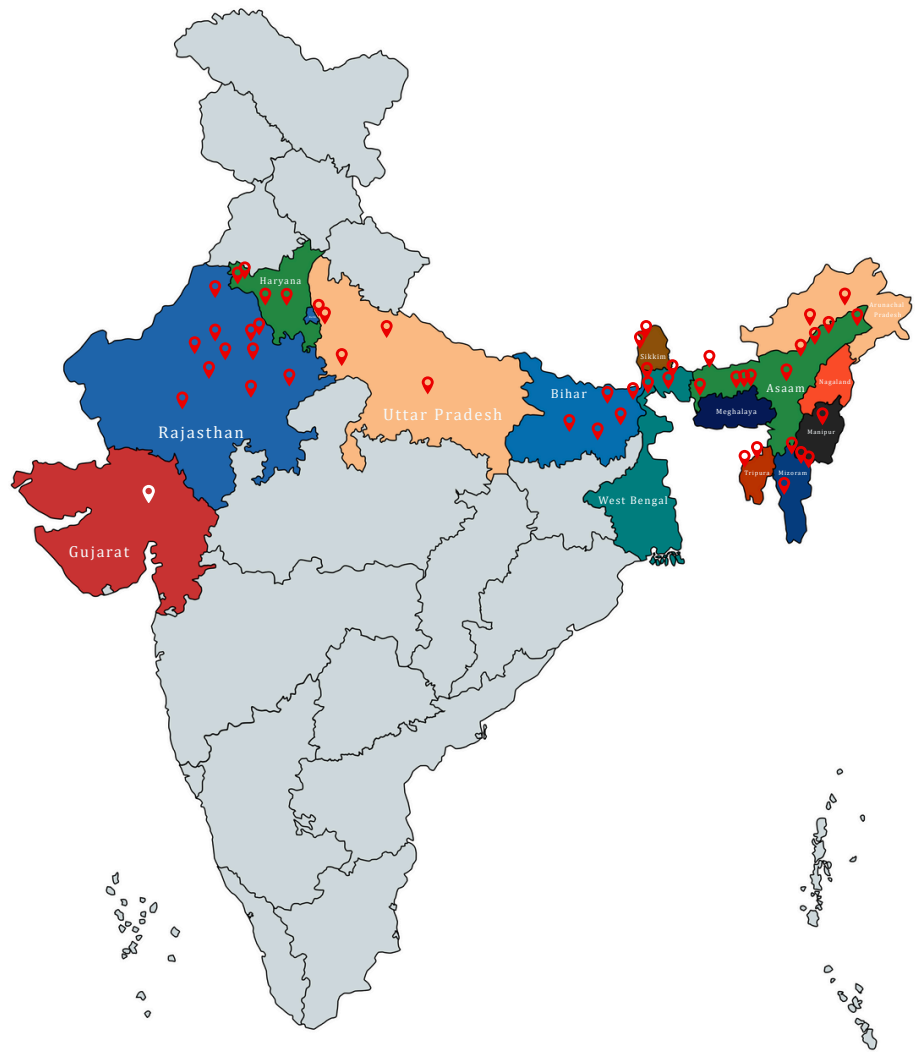 Haryana
Arunachal
Pradesh
Sikkim
Nagaland
Asaam
Bihar
Meghalaya
Uttar Pradesh
Rajasthan
Manipur
Tripura
Mizoram
West Bengal
Gujarat